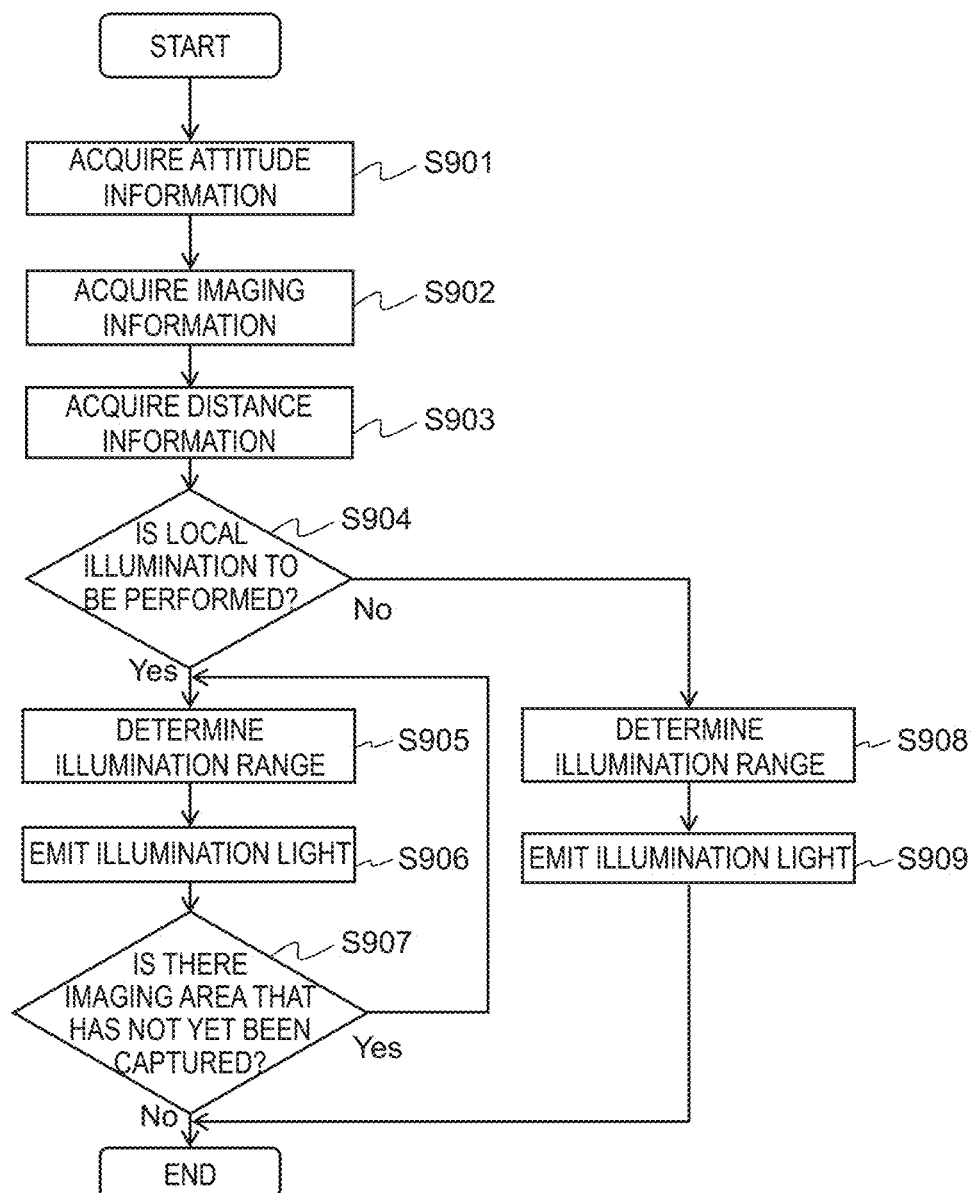 START
ACQUIRE ATTITUDE
INFORMATION
S901
ACQUIRE IMAGING
INFORMATION
S902
ACQUIRE DISTANCE
INFORMATION
S903
IS LOCAL
ILLUMINATION TO
BE PERFORMED?
S904
No
Yes
DETERMINE
ILLUMINATION RANGE
S905
DETERMINE
ILLUMINATION RANGE
S908
EMIT ILLUMINATION LIGHT
S906
EMIT ILLUMINATION LIGHT
S909
IS THERE
IMAGING AREA THAT
HAS NOT YET BEEN
CAPTURED?
S907
Yes
No
END